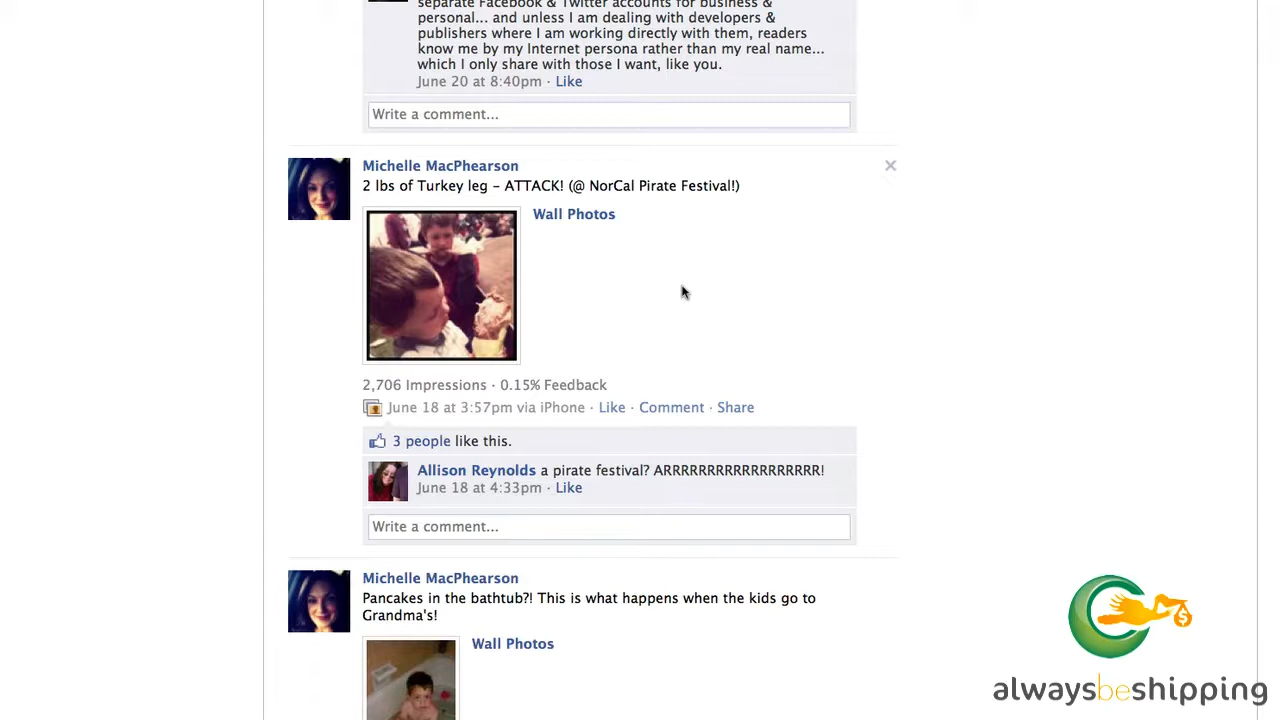 separate Facebook & Twitter accounts for business &
personal... and unless I am dealing with developers &
publishers where I am working directly with them, readers
know me by my Internet persona rather than my real name...
which I only share with those I want, like you.
June 20 at 8:40pm · Like
Write a comment...
Michelle MacPhearson
2 lbs of Turkey leg - ATTACK! (@ NorCal Pirate Festival!)
Wall Photos
2,706 Impressions · 0.15% Feedback
June 18 at 3:57pm via iPhone · Like · Comment · Share
3 people like this.
Allison Reynolds a pirate festival? ARRRRRRRRRRRRRRRRRR!
June 18 at 4:33pm · Like
Write a comment...
Michelle MacPhearson
Pancakes in the bathtub?! This is what happens when the kids go to
Grandma's!
Wall Photos
$
alwaysbeshipping